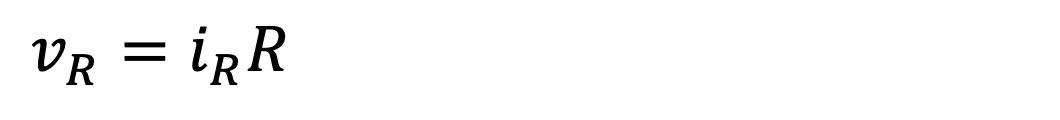 v_R = i_R R